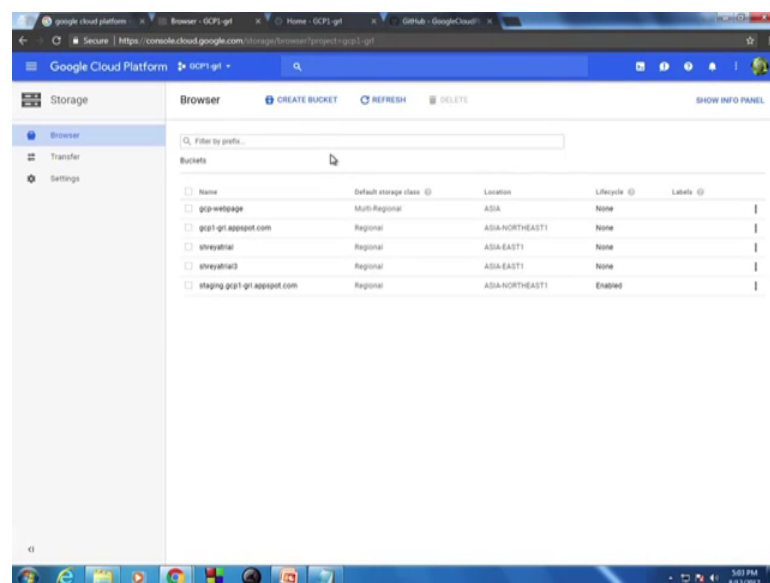 google cloud platform
Browser - GCP1-grl
Home - GCP1-grl
GitHub - GoogleCloudP
Secure | https://console.cloud.google.com/storage/browser?project=gcp1-grl
Google Cloud Platform GCP1-grl
Storage Browser CREATE BUCKET REFRESH DELETE SHOW INFO PANEL
Browser
Transfer
Settings
Filter by prefix...
Buckets
Name Default storage class Location Lifecycle Labels
gcp-webpage Multi-Regional ASIA None
gcp1-grl.appspot.com Regional ASIA-NORTHEAST1 None
shreyatrial Regional ASIA-EAST1 None
shreyatrial3 Regional ASIA-EAST1 None
staging.gcp1-grl.appspot.com Regional ASIA-NORTHEAST1 Enabled
5:03 PM